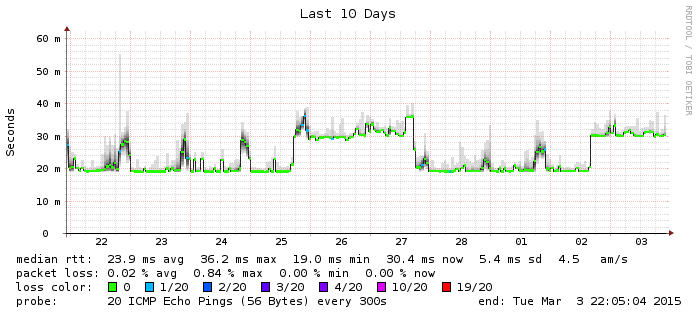 Last 10 Days
RRDTOOL / TOBI OETIKER
Seconds
60 m
50 m
40 m
30 m
20 m
10 m
0
22 23 24 25 26 27 28 01 02 03
median rtt: 23.9 ms avg 36.2 ms max 19.0 ms min 30.4 ms now 5.4 ms sd 4.5 am/s
packet loss: 0.02 % avg 0.84 % max 0.00 % min 0.00 % now
loss color: 0 1/20 2/20 3/20 4/20 10/20 19/20
probe: 20 ICMP Echo Pings (56 Bytes) every 300s end: Tue Mar 3 22:05:04 2015